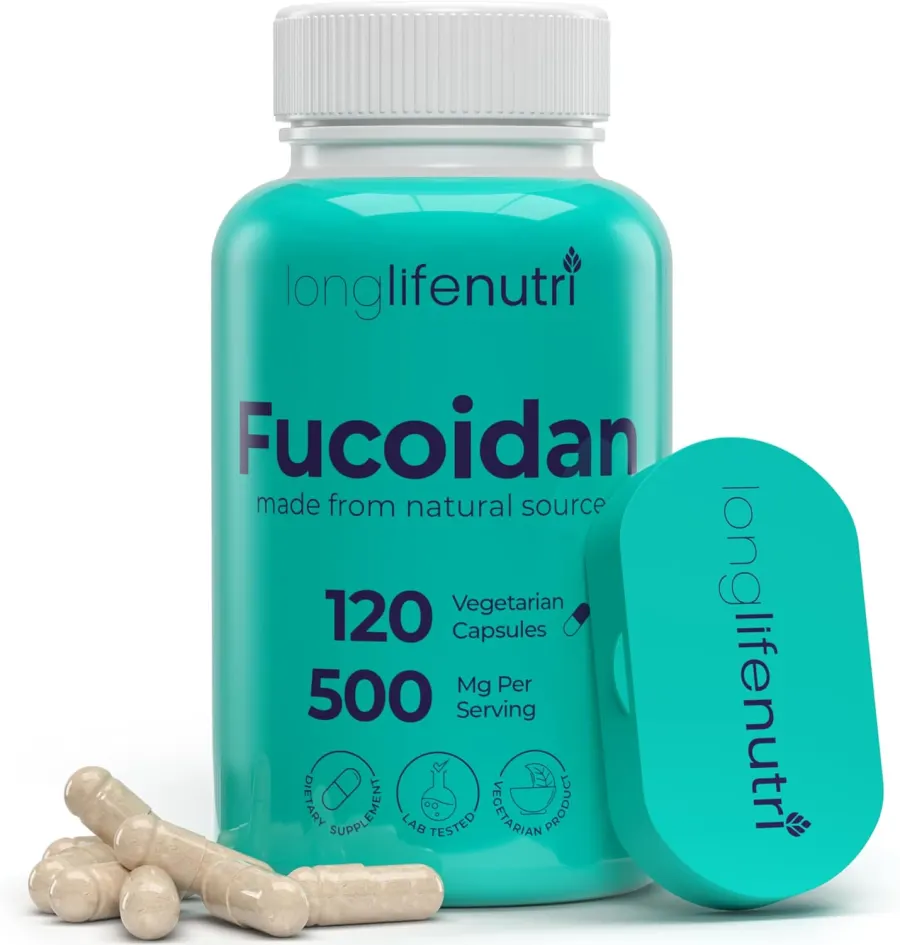 longlifenutri
Fucoidan
made from natural source
120 Vegetarian
Capsules
500 Mg Per
Serving
DIETARY SUPPLEMENT
LAB TESTED
VEGETARIAN PRODUCT
longlifenutri